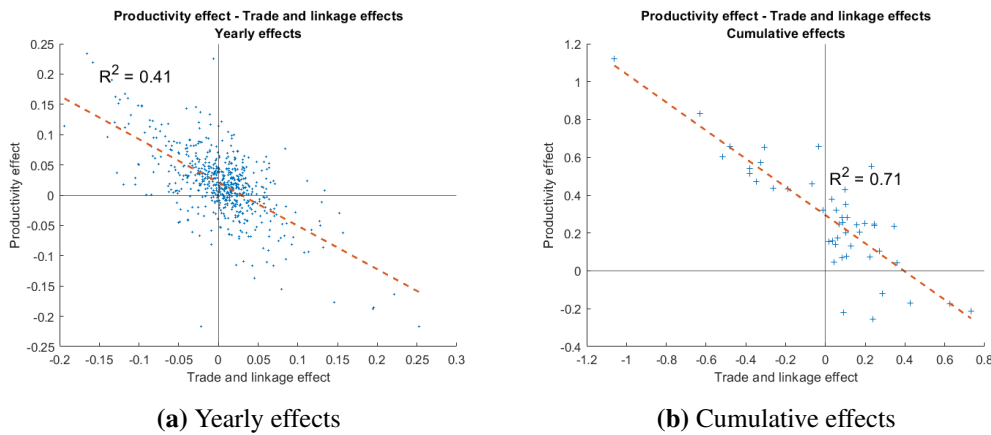 Productivity effect - Trade and linkage effects
Yearly effects
0.25
0.2
0.15
0.1
0.05
0
-0.05
-0.1
-0.15
-0.2
-0.25
Productivity effect
R² = 0.41
-0.2 -0.15 -0.1 -0.05 0 0.05 0.1 0.15 0.2 0.25 0.3
Trade and linkage effect
(a) Yearly effects
Productivity effect - Trade and linkage effects
Cumulative effects
1.2
1
0.8
0.6
0.4
0.2
0
-0.2
-0.4
Productivity effect
R² = 0.71
-1.2 -1 -0.8 -0.6 -0.4 -0.2 0 0.2 0.4 0.6 0.8
Trade and linkage effect
(b) Cumulative effects